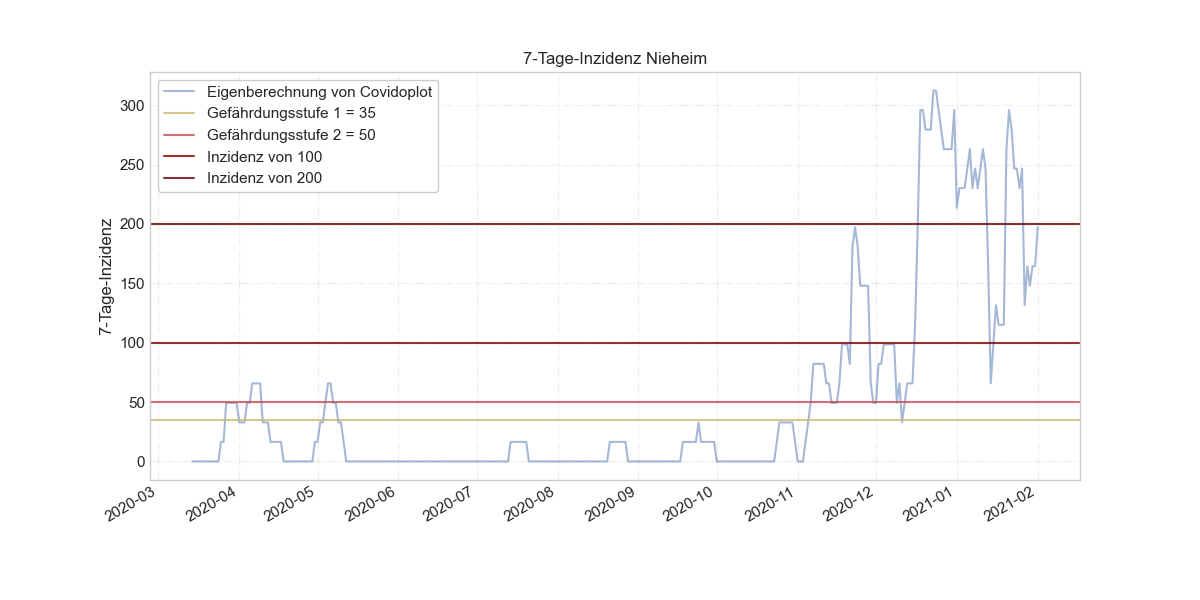 7-Tage-Inzidenz Nieheim
Eigenberechnung von Covidoplot
Gefährdungsstufe 1 = 35
Gefährdungsstufe 2 = 50
Inzidenz von 100
Inzidenz von 200
7-Tage-Inzidenz
300
250
200
150
100
50
0
2020-03
2020-04
2020-05
2020-06
2020-07
2020-08
2020-09
2020-10
2020-11
2020-12
2021-01
2021-02